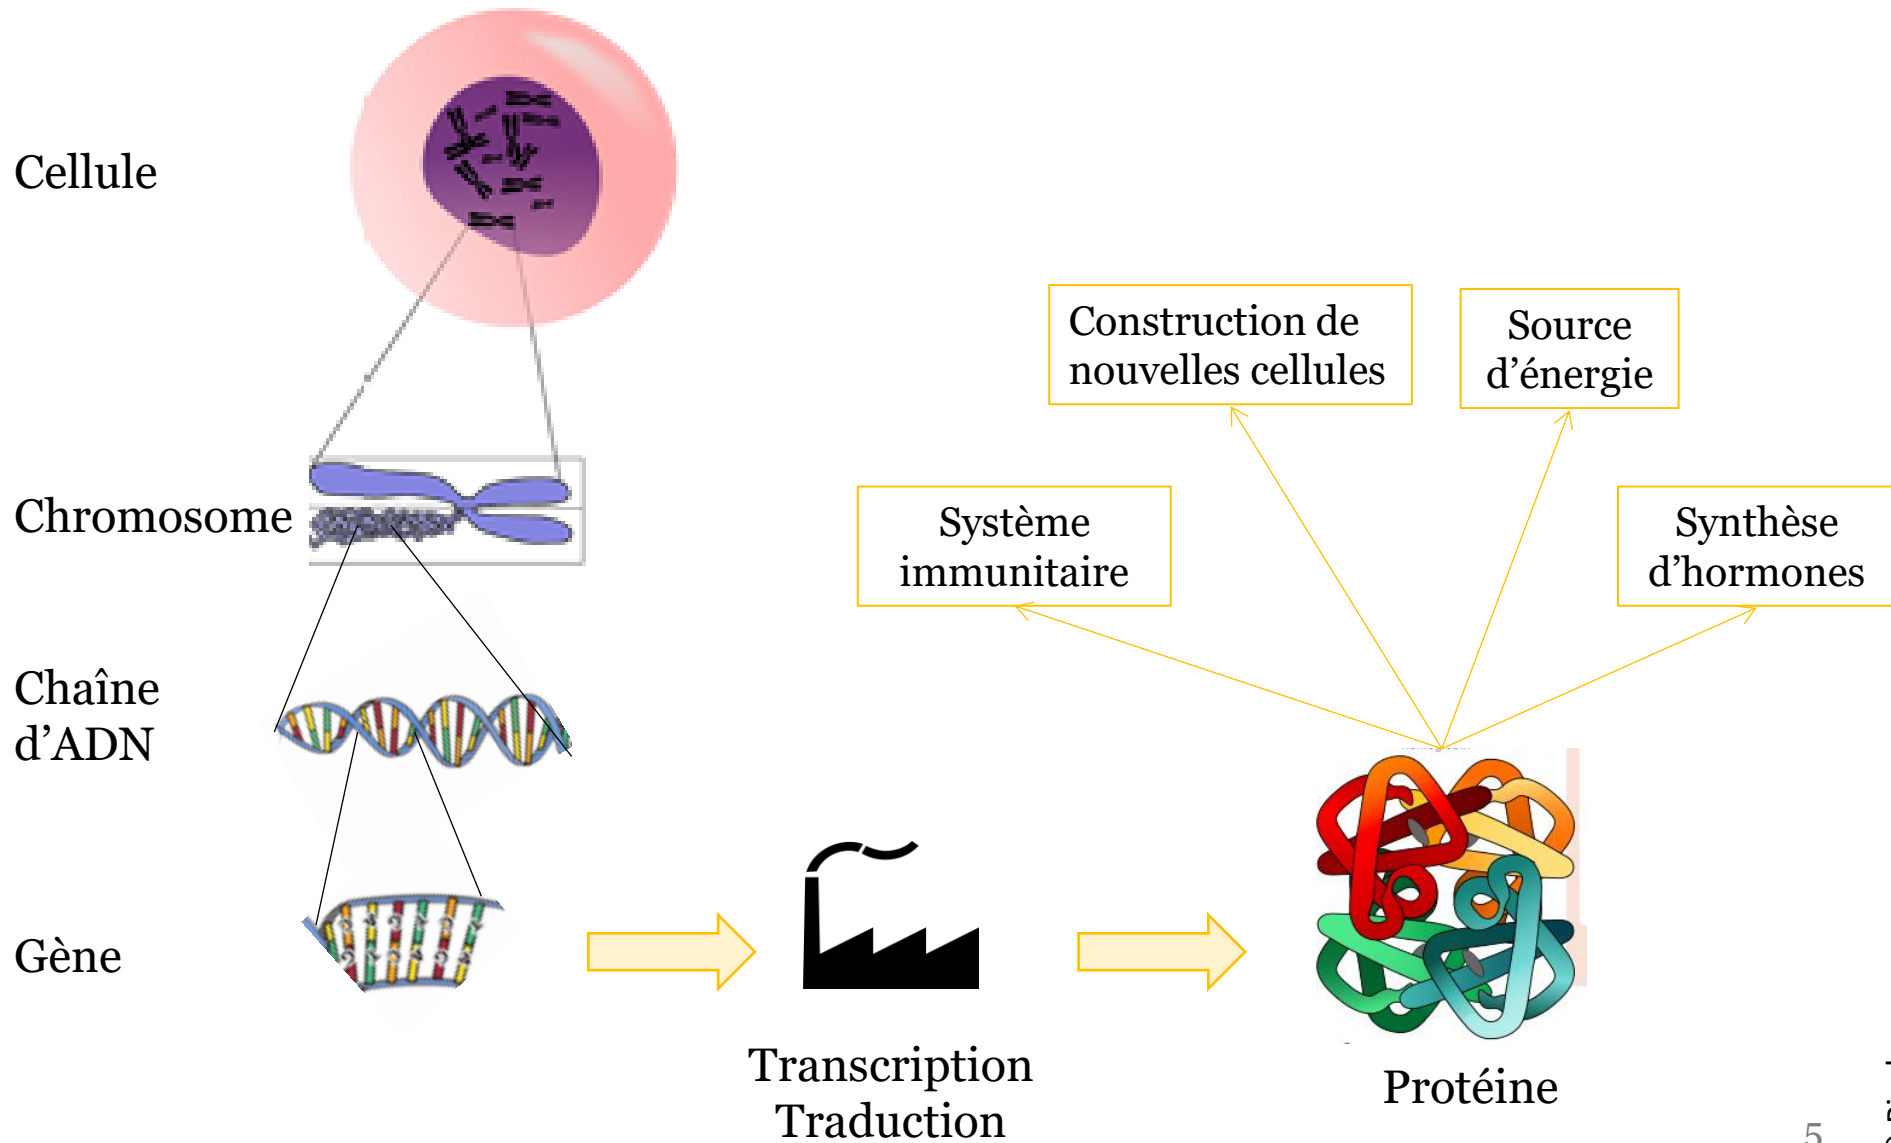 Cellule
Construction de
nouvelles cellules
Source
d’énergie
Chromosome
Système
immunitaire
Synthèse
d’hormones
Chaîne
d’ADN
Gène
Transcription
Traduction
Protéine
5